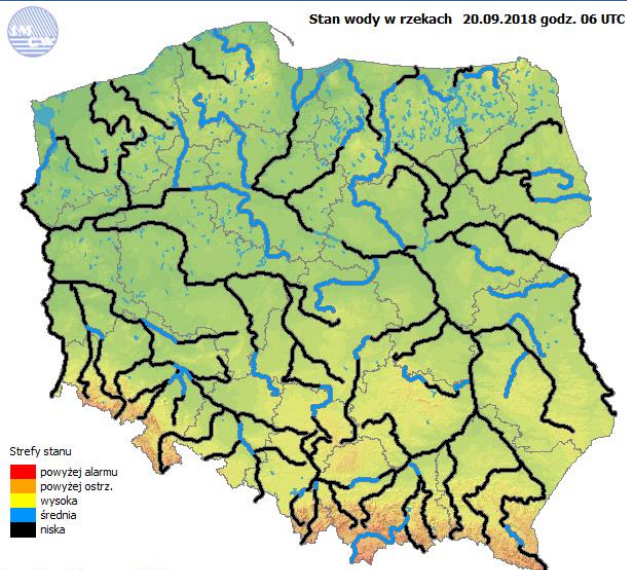 Stan wody w rzekach 20.09.2018 godz. 06 UTC
Strefy stanu
powyżej alarmu
powyżej ostrz.
wysoka
średnia
niska